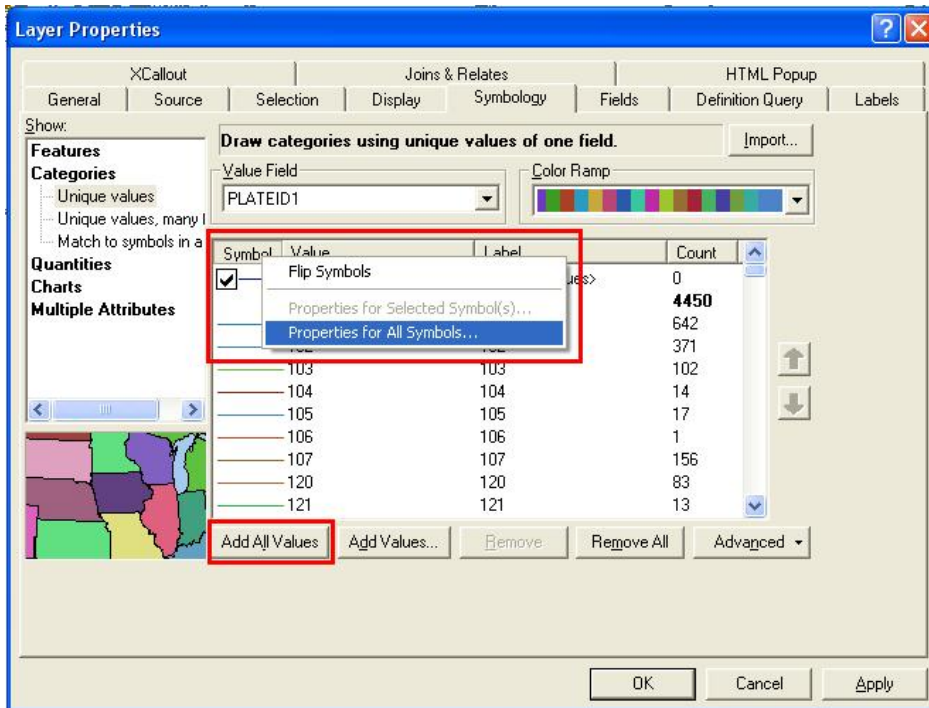 Layer Properties
XCallout Joins & Relates HTML Popup
General Source Selection Display Symbology Fields Definition Query Labels
Show:
Features
Categories
Unique values
Unique values, many
Match to symbols in a
Quantities
Charts
Multiple Attributes
Draw categories using unique values of one field.
Import...
Value Field
PLATEID1
Color Ramp
Symbol Value Label Count
Flip Symbols
Properties for Selected Symbol(s)...
Properties for All Symbols...
0
4450
642
371
103 103 102
104 104 14
105 105 17
106 106 1
107 107 156
120 120 83
121 121 13
Add All Values Add Values... Remove Remove All Advanced
OK Cancel Apply